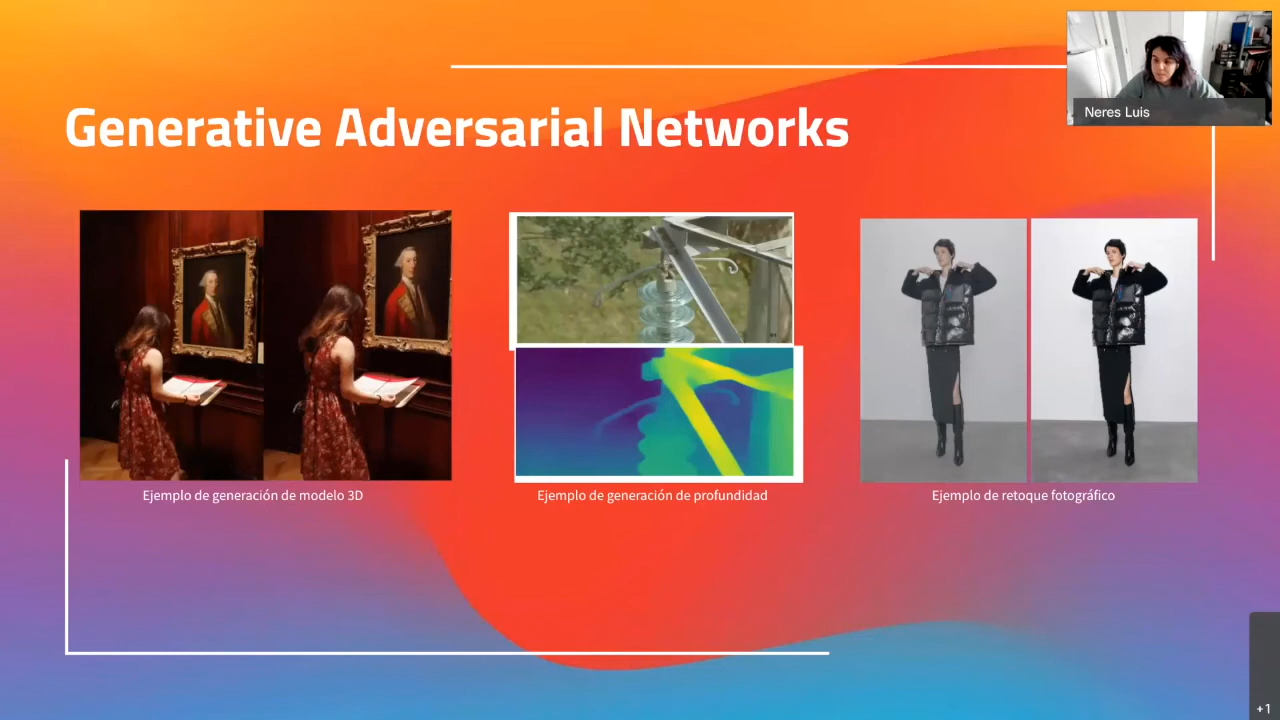 Generative Adversarial Networks
Neres Luis
Ejemplo de generación de modelo 3D
Ejemplo de generación de profundidad
Ejemplo de retoque fotográfico
+1